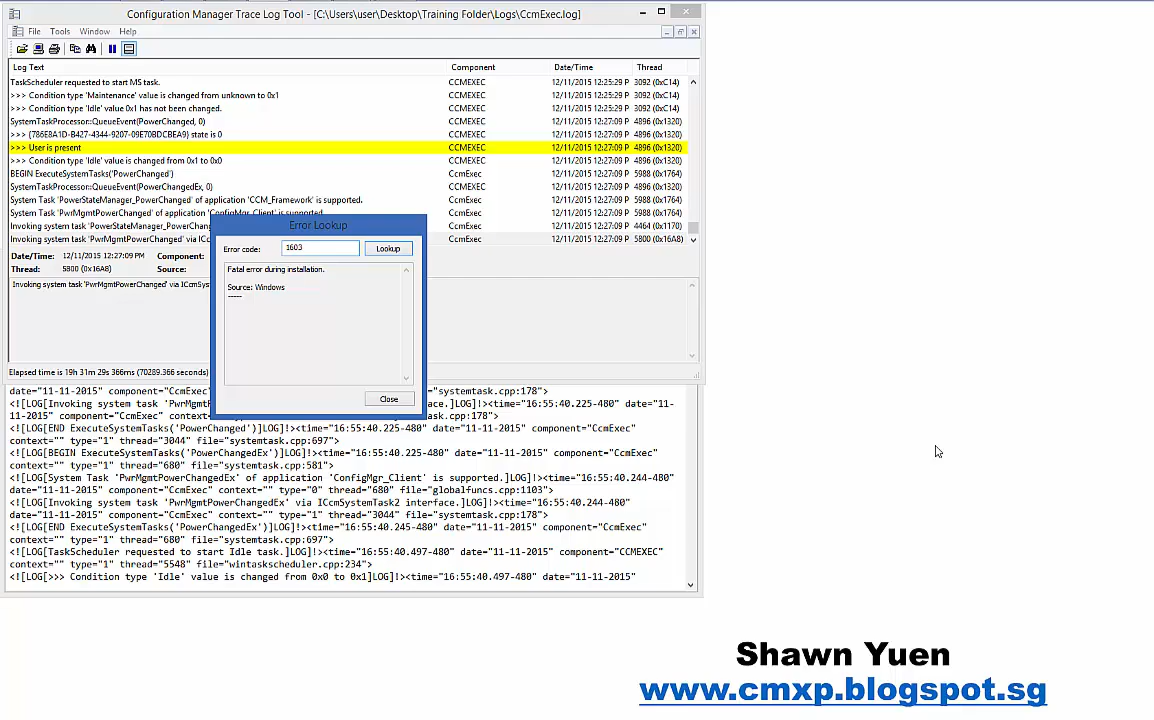 Configuration Manager Trace Log Tool - [C:\Users\user\Desktop\Training Folder\Logs\CcmExec.log]
File Tools Window Help
Log Text Component Date/Time Thread
TaskScheduler requested to start MS task. CCMEXEC 12/11/2015 12:25:29 P 3092 (0xC14)
>>> Condition type 'Maintenance' value is changed from unknown to 0x1 CCMEXEC 12/11/2015 12:25:29 P 3092 (0xC14)
>>> Condition type 'Idle' value 0x1 has not been changed. CCMEXEC 12/11/2015 12:25:29 P 3092 (0xC14)
SystemTaskProcessor::QueueEvent(PowerChanged, 0) CCMEXEC 12/11/2015 12:27:09 P 4896 (0x1320)
>>> {786E8A1D-B427-4344-9207-09E70BDCBEA9} state is 0 CCMEXEC 12/11/2015 12:27:09 P 4896 (0x1320)
>>> User is present CCMEXEC 12/11/2015 12:27:09 P 4896 (0x1320)
>>> Condition type 'Idle' value is changed from 0x1 to 0x0 CCMEXEC 12/11/2015 12:27:09 P 4896 (0x1320)
BEGIN ExecuteSystemTasks('PowerChanged') CcmExec 12/11/2015 12:27:09 P 5988 (0x1764)
SystemTaskProcessor::QueueEvent(PowerChangedEx, 0) CCMEXEC 12/11/2015 12:27:09 P 4896 (0x1320)
System Task 'PowerStateManager_PowerChanged' of application 'CCM_Framework' is supported. CcmExec 12/11/2015 12:27:09 P 5988 (0x1764)
System Task 'PwrMgmtPowerChanged' of application 'ConfigMgr_Client' is supported. CcmExec 12/11/2015 12:27:09 P 5988 (0x1764)
Invoking system task 'PowerStateManager_PowerChang CcmExec 12/11/2015 12:27:09 P 4464 (0x1170)
Invoking system task 'PwrMgmtPowerChanged' via ICc CcmExec 12/11/2015 12:27:09 P 5800 (0x16A8)
Date/Time: 12/11/2015 12:27:09 PM Component:
Thread: 5800 (0x16A8) Source:
Invoking system task 'PwrMgmtPowerChanged' via ICcmSys
Elapsed time is 19h 31m 29s 366ms (70289.366 seconds)
Error Lookup
Error code: 1603 Lookup
Fatal error during installation.
Source: Windows
-----
Close
date="11-11-2015" component="CcmExec" "systemtask.cpp:178">
<![LOG[Invoking system task 'PwrMgmtPower face.]LOG]!><time="16:55:40.225-480" date="11-
11-2015" component="CcmExec" contex temtask.cpp:178">
<![LOG[END ExecuteSystemTasks('PowerChanged')]LOG]!><time="16:55:40.225-480" date="11-11-2015" component="CcmExec"
context="" type="1" thread="3044" file="systemtask.cpp:697">
<![LOG[BEGIN ExecuteSystemTasks('PowerChangedEx')]LOG]!><time="16:55:40.225-480" date="11-11-2015" component="CcmExec"
context="" type="1" thread="680" file="systemtask.cpp:581">
<![LOG[System Task 'PwrMgmtPowerChangedEx' of application 'ConfigMgr_Client' is supported.]LOG]!><time="16:55:40.244-480"
date="11-11-2015" component="CcmExec" context="" type="0" thread="680" file="globalfuncs.cpp:1103">
<![LOG[Invoking system task 'PwrMgmtPowerChangedEx' via ICcmSystemTask2 interface.]LOG]!><time="16:55:40.244-480"
date="11-11-2015" component="CcmExec" context="" type="1" thread="3044" file="systemtask.cpp:178">
<![LOG[END ExecuteSystemTasks('PowerChangedEx')]LOG]!><time="16:55:40.245-480" date="11-11-2015" component="CcmExec"
context="" type="1" thread="680" file="systemtask.cpp:697">
<![LOG[TaskScheduler requested to start Idle task.]LOG]!><time="16:55:40.497-480" date="11-11-2015" component="CCMEXEC"
context="" type="1" thread="5548" file="wintaskscheduler.cpp:234">
<![LOG[>>> Condition type 'Idle' value is changed from 0x0 to 0x1]LOG]!><time="16:55:40.497-480" date="11-11-2015"
Shawn Yuen
www.cmxp.blogspot.sg